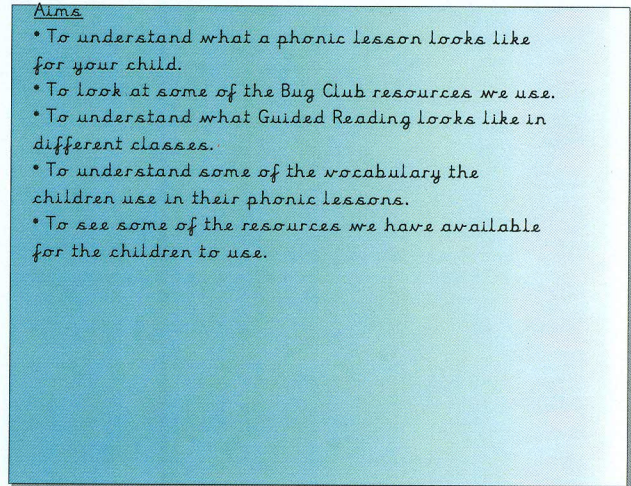 Aims
• To understand what a phonic lesson looks like
for your child.
• To look at some of the Bug Club resources we use.
• To understand what Guided Reading looks like in
different classes.
• To understand some of the vocabulary the
children use in their phonic lessons.
• To see some of the resources we have available
for the children to use.